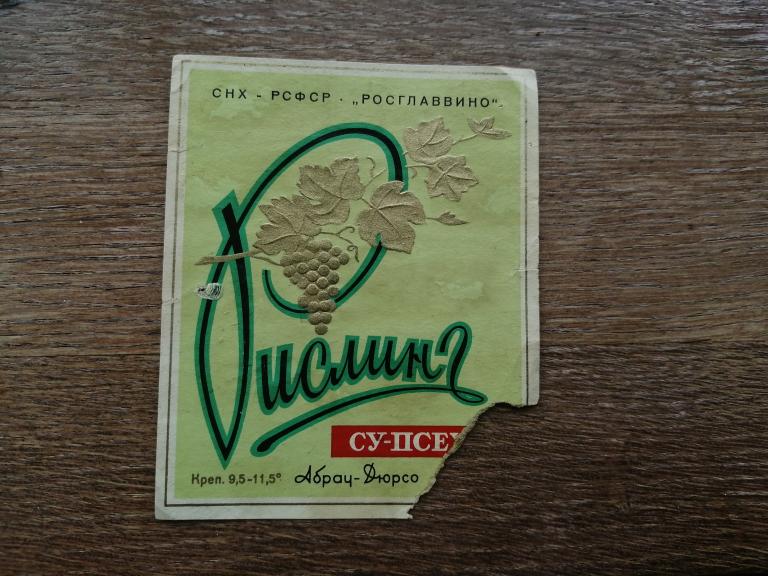 СНХ - РСФСР · „РОСГЛАВВИНО"
Рислинг
СУ-ПСЕ
Креп. 9,5-11,5° Абрау-Дюрсо